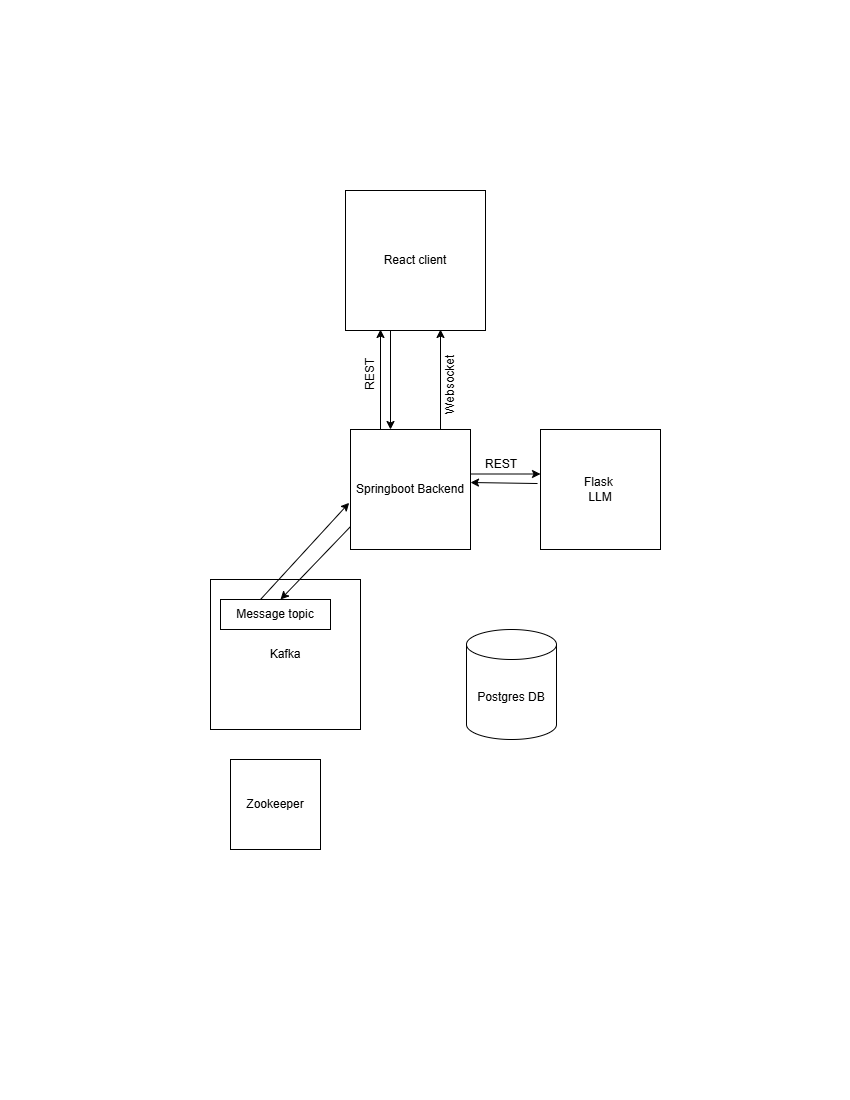 React client
REST
Websocket
Springboot Backend
REST
Flask
LLM
Message topic
Kafka
Postgres DB
Zookeeper